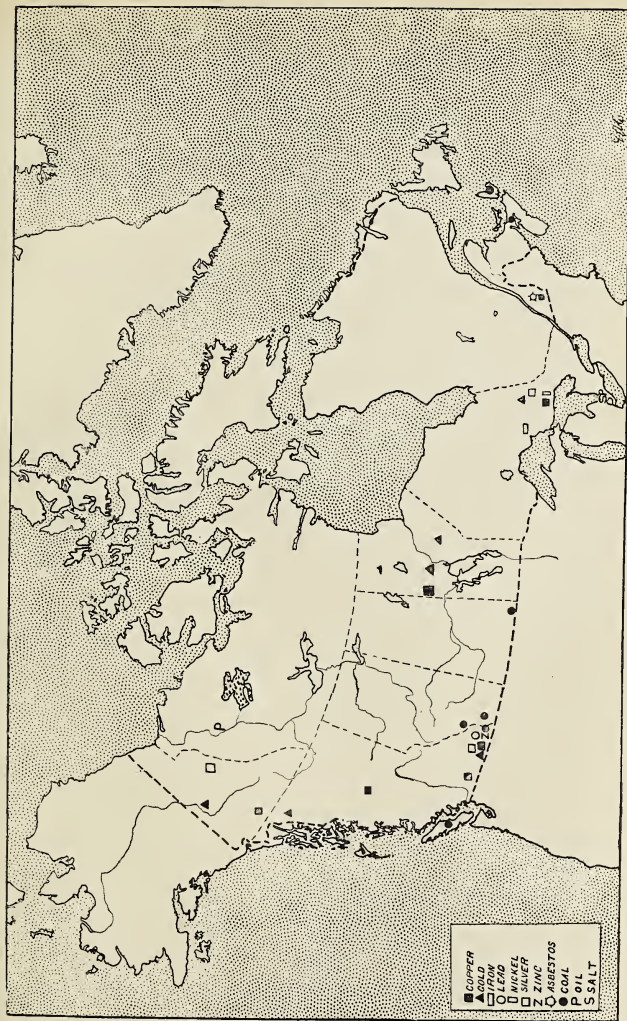 P
Z
COPPER
GOLD
IRON
LEAD
NICKEL
SILVER
Z ZINC
ASBESTOS
COAL
P OIL
S SALT